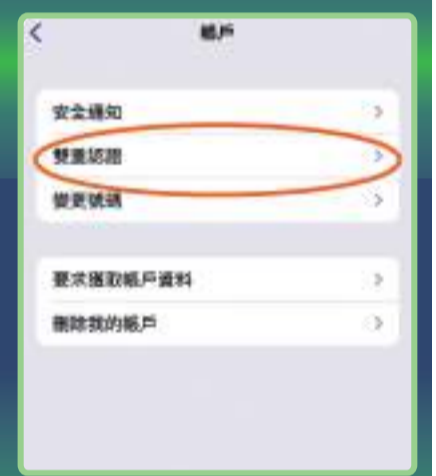 帳戶
安全通知
雙重認證
變更號碼
要求獲取帳戶資料
刪除我的帳戶